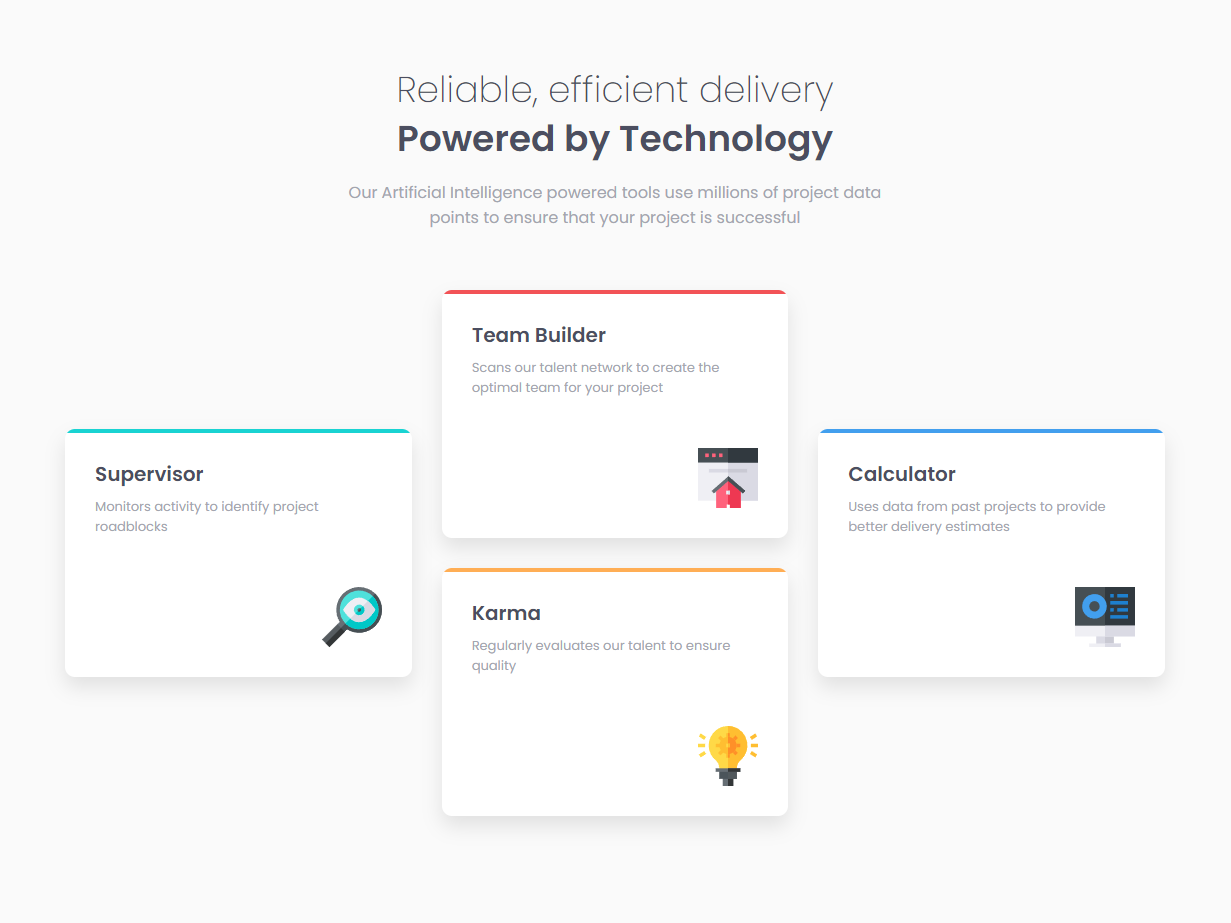 Reliable, efficient delivery
Powered by Technology
Our Artificial Intelligence powered tools use millions of project data
points to ensure that your project is successful
Supervisor
Monitors activity to identify project
roadblocks
Team Builder
Scans our talent network to create the
optimal team for your project
Karma
Regularly evaluates our talent to ensure
quality
Calculator
Uses data from past projects to provide
better delivery estimates